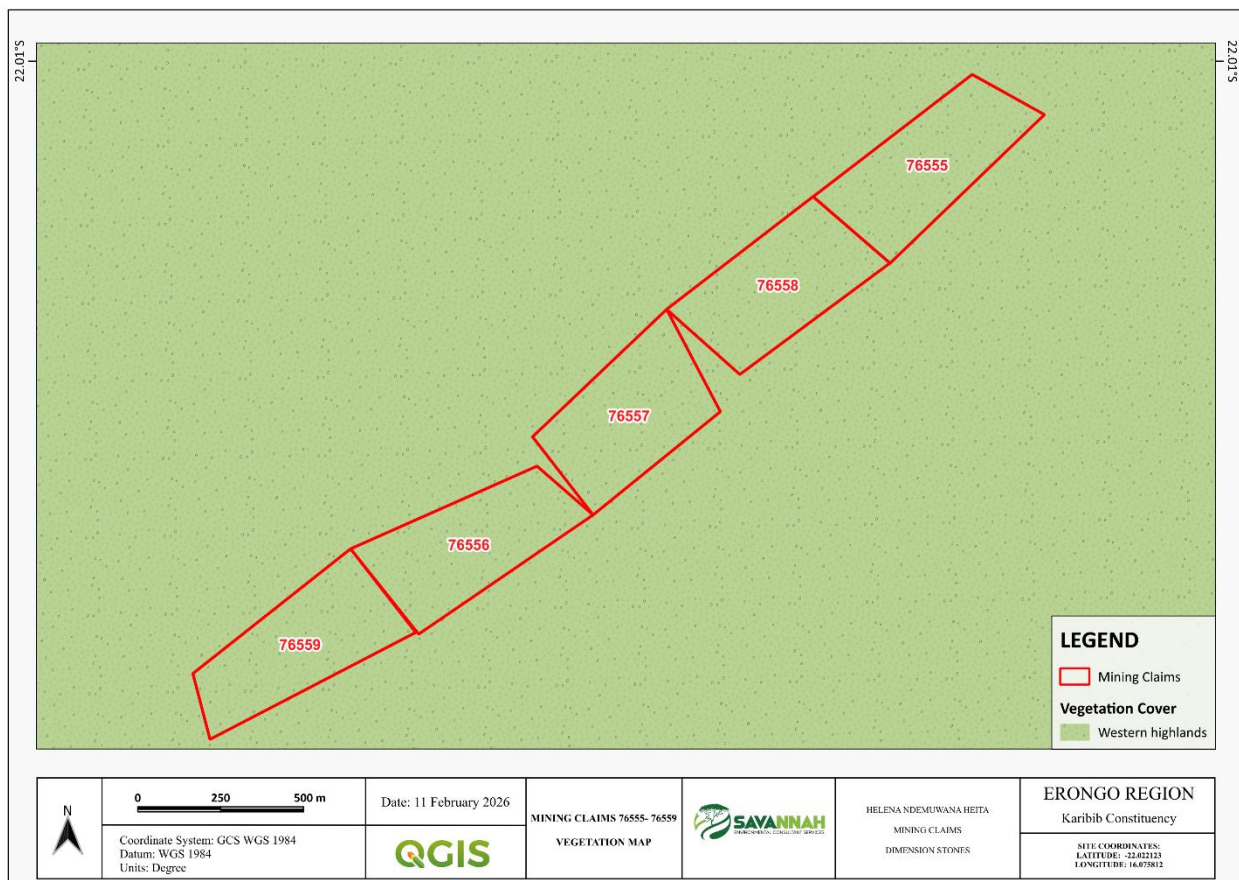 22.01°S
22.01°S
76555
76558
76557
76556
76559
LEGEND
Mining Claims
Vegetation Cover
Western highlands
N
0 250 500 m
Coordinate System: GCS WGS 1984
Datum: WGS 1984
Units: Degree
Date: 11 February 2026
QGIS
MINING CLAIMS 76555- 76559
VEGETATION MAP
SAVANNAH
ENVIRONMENTAL CONSULTANT SERVICES
HELENA NDEMUWANA HEITA
MINING CLAIMS
DIMENSION STONES
ERONGO REGION
Karibib Constituency
SITE COORDINATES:
LATITUDE: -22.022123
LONGITUDE: 16.075812